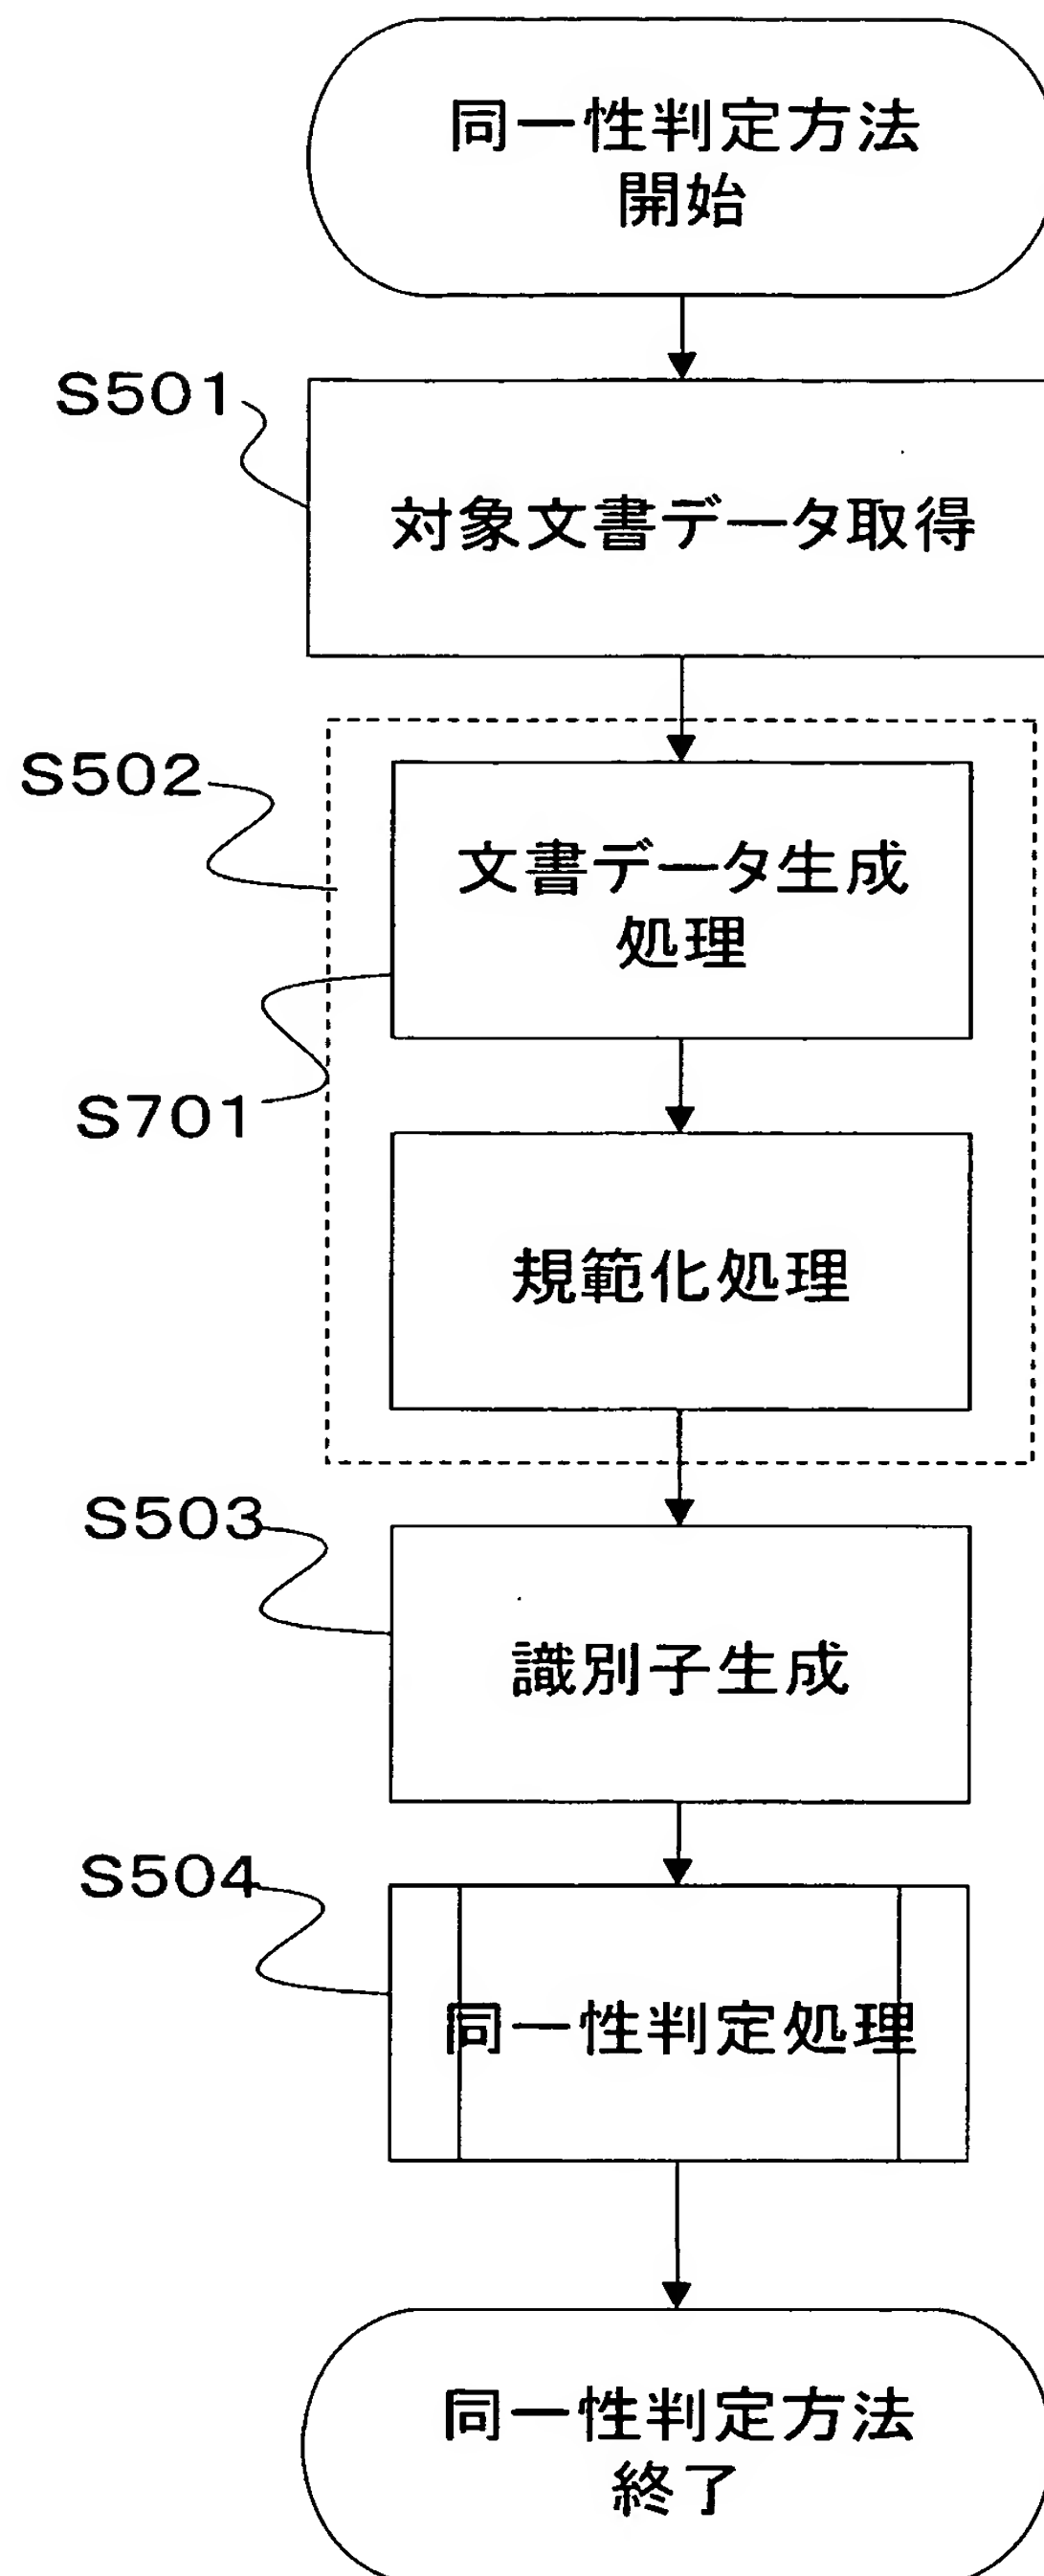 同一性判定方法
開始
S501
対象文書データ取得
S502
文書データ生成
処理
S701
規範化処理
S503
識別子生成
S504
同一性判定処理
同一性判定方法
終了